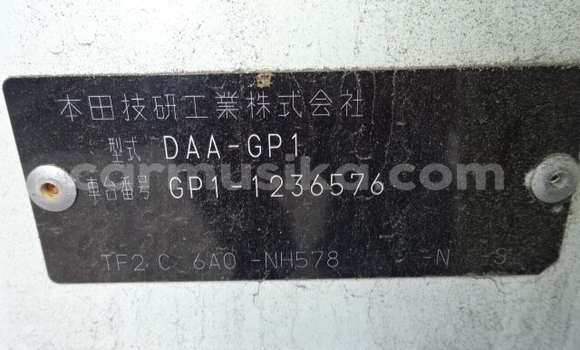 本田技研工業株式会社
型式 DAA-GP1
車台番号 GP1-1236576
carmusika.com
TF2 C 6A0 -NH578 - -N -S